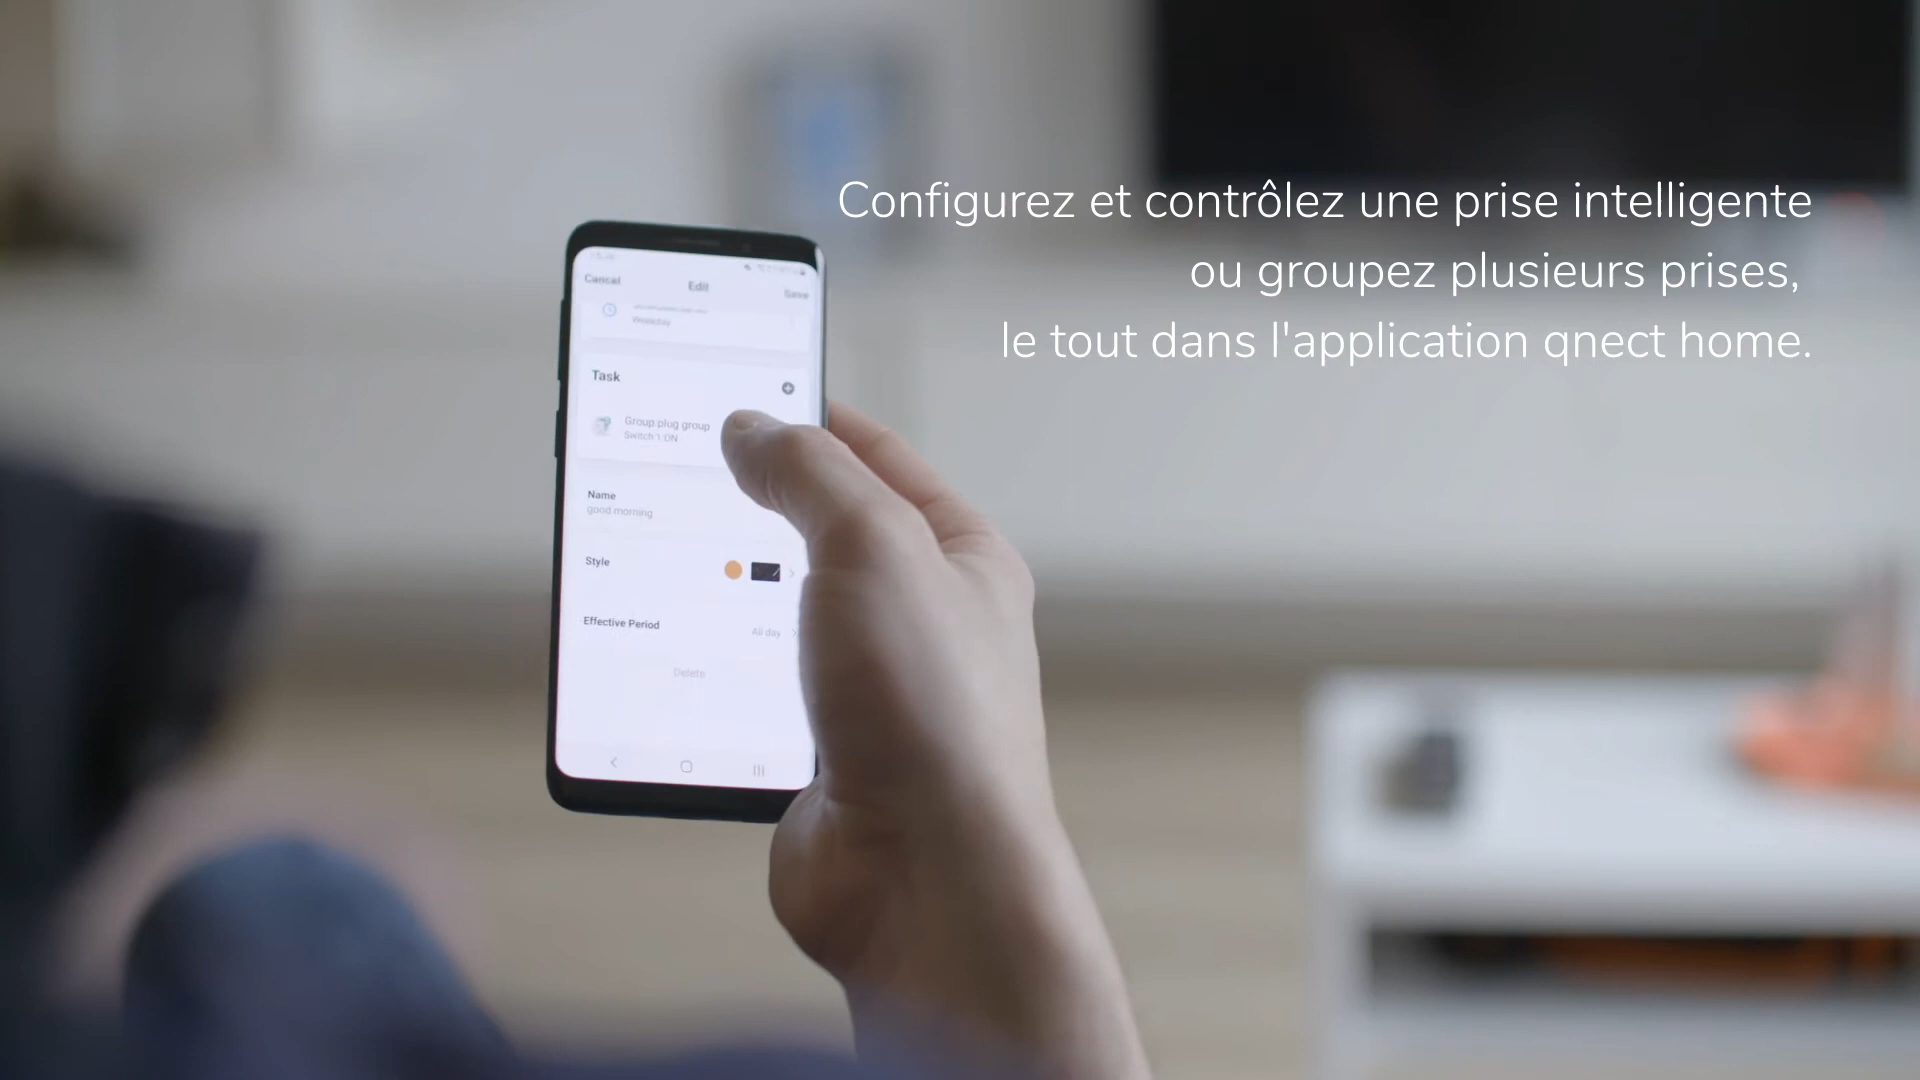 Configurez et contrôlez une prise intelligente
ou groupez plusieurs prises,
le tout dans l'application qnect home.
Cancel
Edit
Save
Weekday
Task
Group.plug group
Switch 1:ON
Name
good morning
Style
Effective Period
All day
Delete